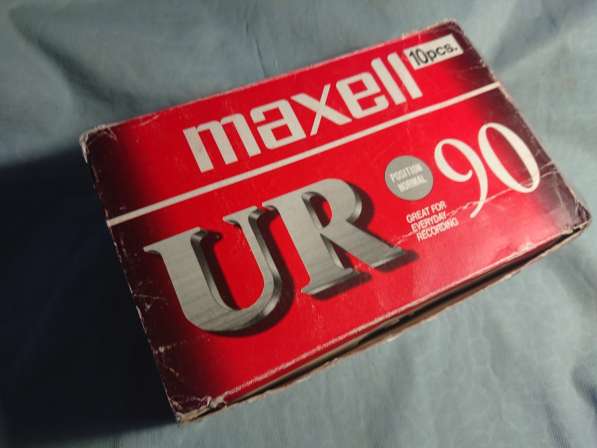 maxell
10pcs.
UR
POSITION
NORMAL
90
GREAT FOR
EVERYDAY
RECORDING